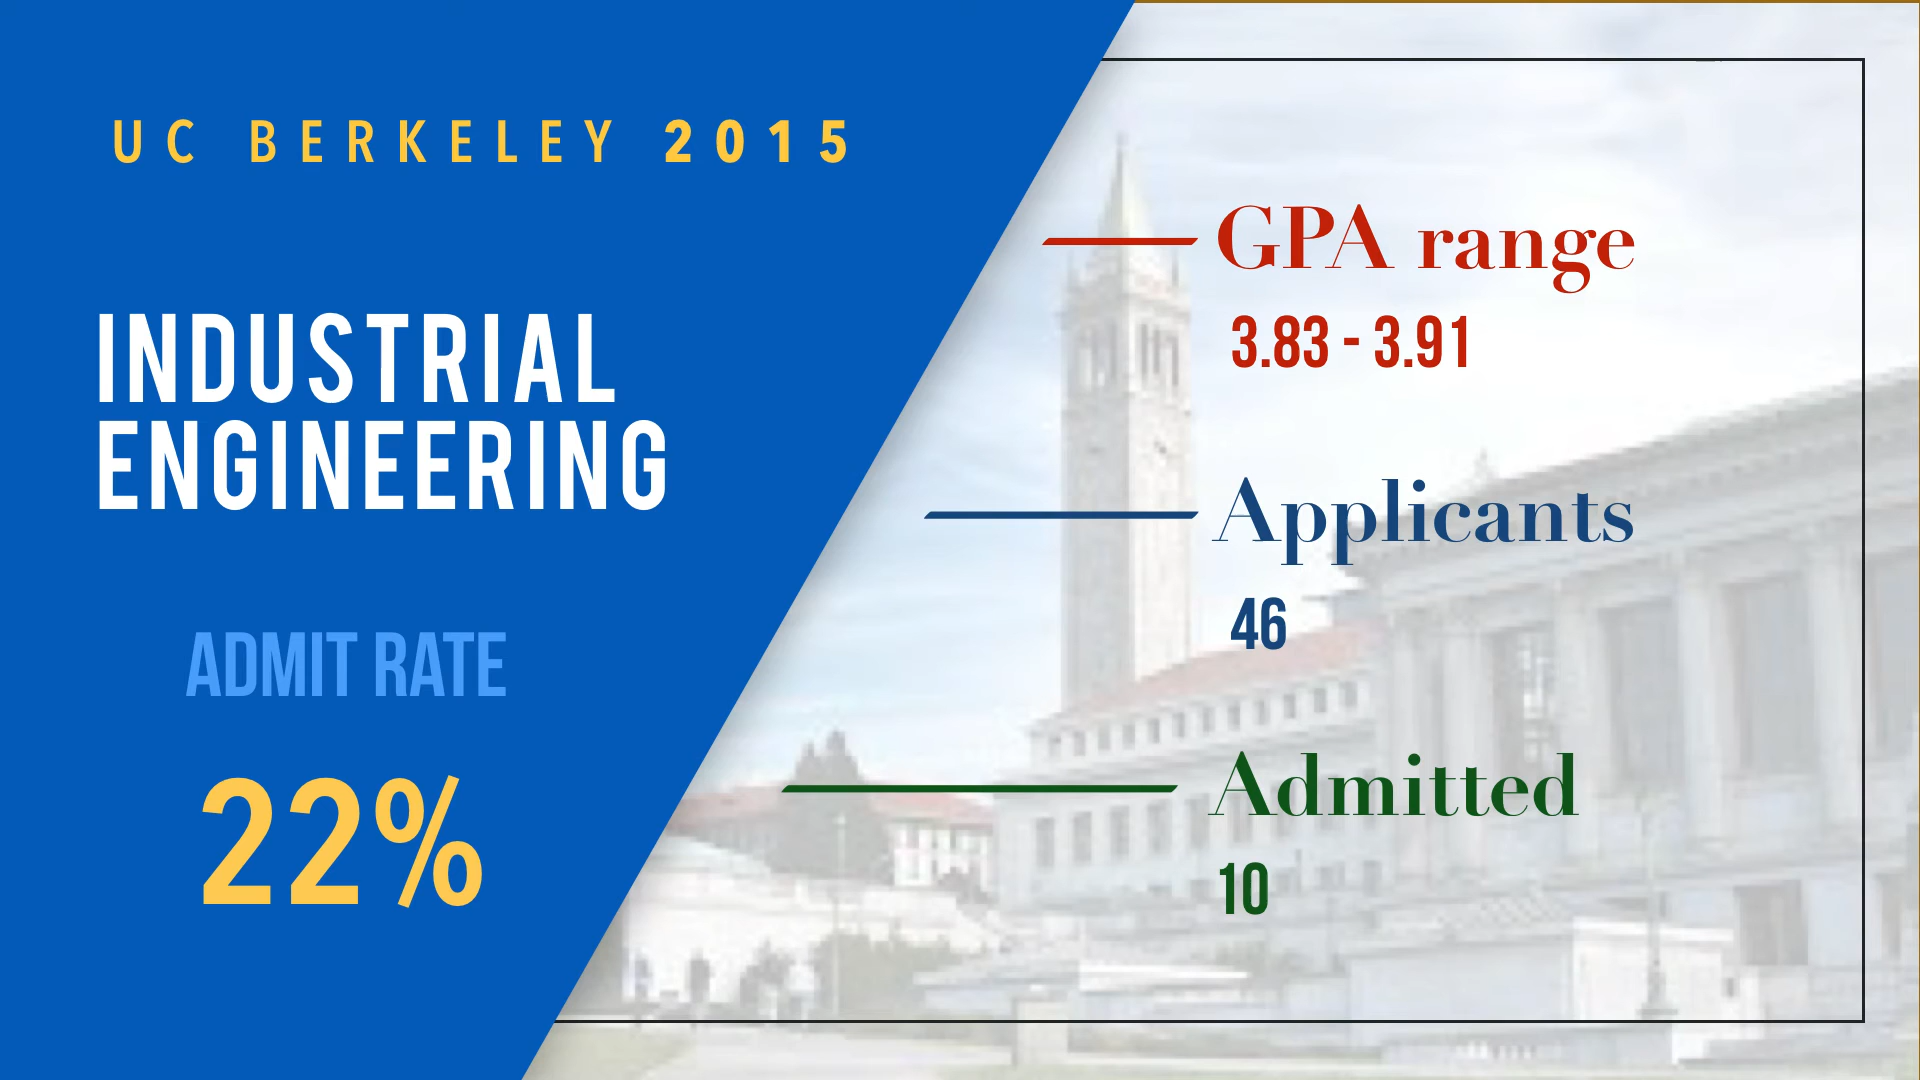 UC BERKELEY 2015
INDUSTRIAL
ENGINEERING
ADMIT RATE
22%
GPA range
3.83 - 3.91
Applicants
46
Admitted
10